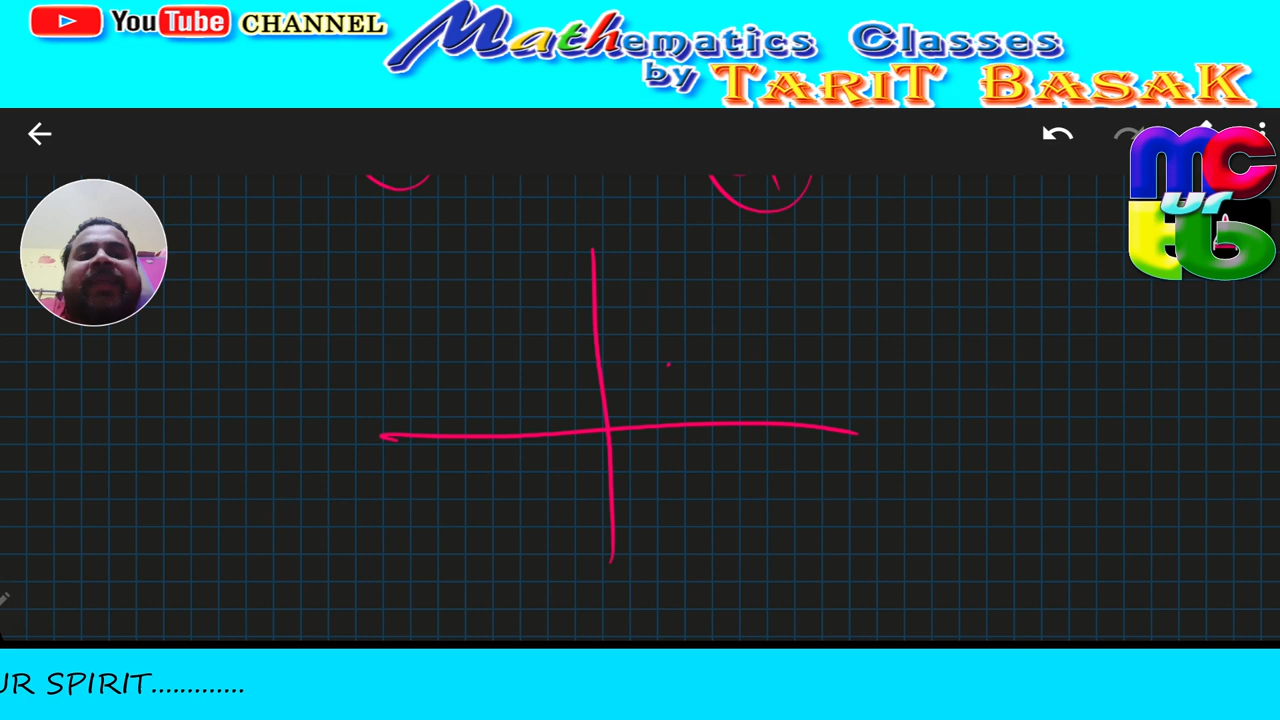 YouTube CHANNEL
Mathematics Classes
by TARIT BASAK
mc
ur
tb
UR SPIRIT.............